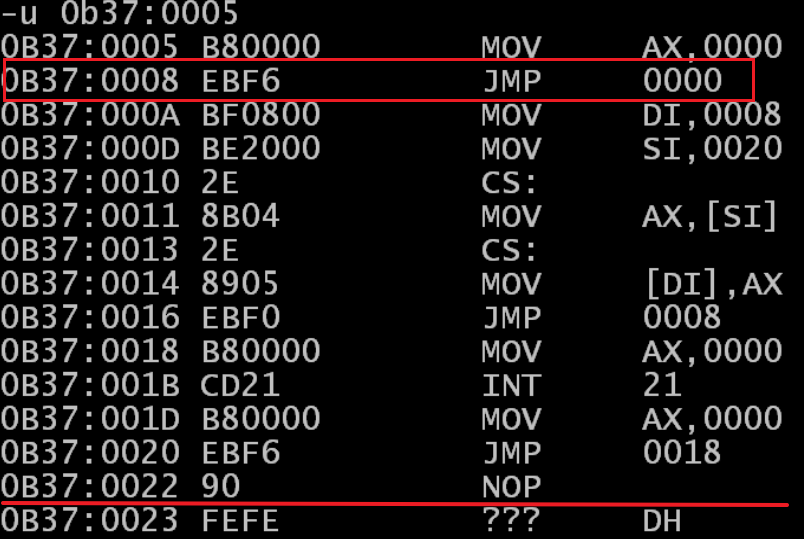 -u 0b37:0005
0B37:0005 B80000 MOV AX,0000
0B37:0008 EBF6 JMP 0000
0B37:000A BF0800 MOV DI,0008
0B37:000D BE2000 MOV SI,0020
0B37:0010 2E CS:
0B37:0011 8B04 MOV AX,[SI]
0B37:0013 2E CS:
0B37:0014 8905 MOV [DI],AX
0B37:0016 EBF0 JMP 0008
0B37:0018 B80000 MOV AX,0000
0B37:001B CD21 INT 21
0B37:001D B80000 MOV AX,0000
0B37:0020 EBF6 JMP 0018
0B37:0022 90 NOP
0B37:0023 FEFE ??? DH